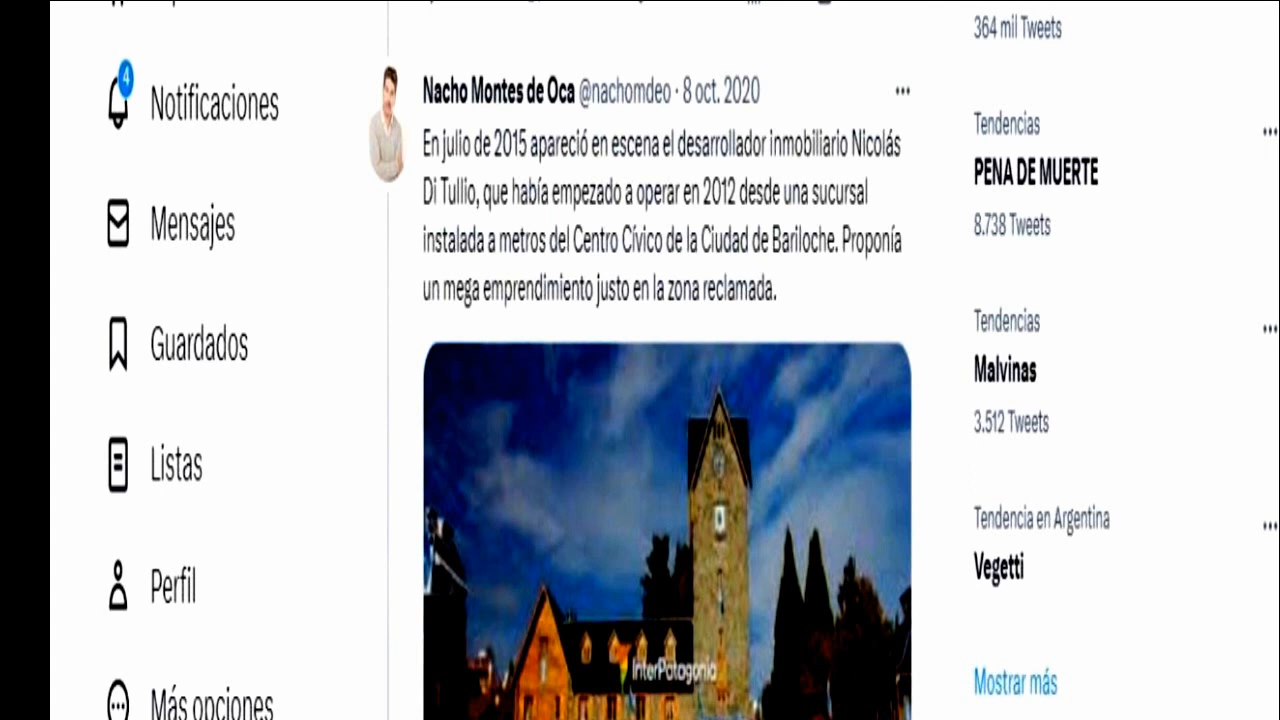 4
Notificaciones
Mensajes
Guardados
Listas
Perfil
Más opciones
Nacho Montes de Oca @nachomdeo · 8 oct. 2020
En julio de 2015 apareció en escena el desarrollador inmobiliario Nicolás
Di Tullio, que había empezado a operar en 2012 desde una sucursal
instalada a metros del Centro Cívico de la Ciudad de Bariloche. Proponía
un mega emprendimiento justo en la zona reclamada.
InterPatagonia
364 mil Tweets
Tendencias
PENA DE MUERTE
8.738 Tweets
Tendencias
Malvinas
3.512 Tweets
Tendencia en Argentina
Vegetti
Mostrar más